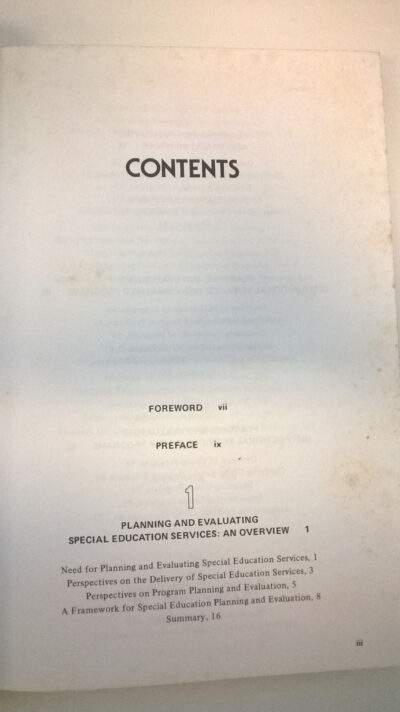 CONTENTS
FOREWORD vii
PREFACE ix
1
PLANNING AND EVALUATING
SPECIAL EDUCATION SERVICES: AN OVERVIEW 1
Need for Planning and Evaluating Special Education Services, 1
Perspectives on the Delivery of Special Education Services, 3
Perspectives on Program Planning and Evaluation, 5
A Framework for Special Education Planning and Evaluation, 8
Summary, 16
iii